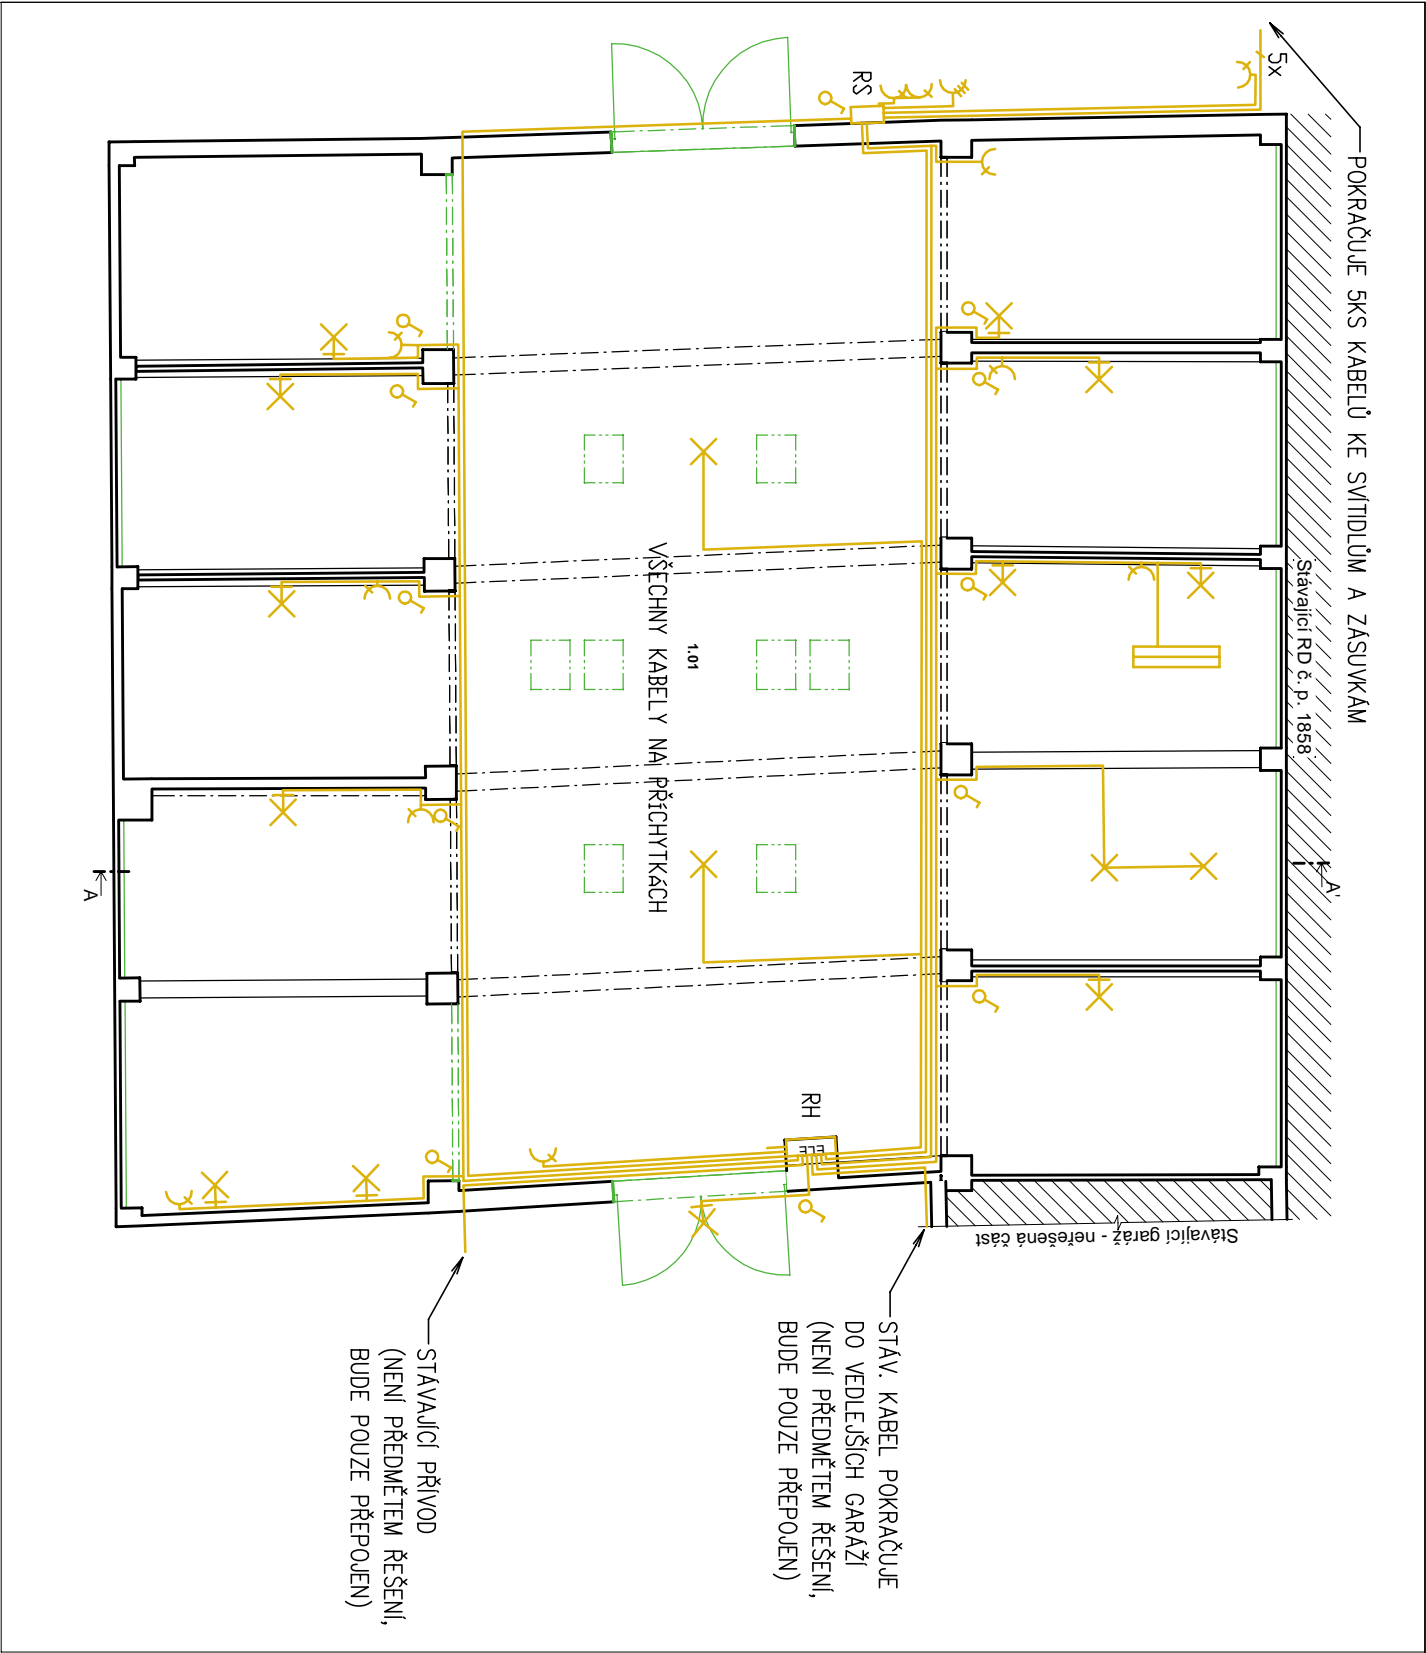 POKRAČUJE 5KS KABELŮ KE SVÍTIDLŮM A ZÁSUVKÁM
5x
RS
Stávající RD č. p. 1858
1.01
VŠECHNY KABELY NA PŘÍCHYTKÁCH
A'
A
RH
ELE
Stávající garáž - neřešená část
STÁV. KABEL POKRAČUJE
DO VEDLEJŠÍCH GARÁŽÍ
(NENÍ PŘEDMĚTEM ŘEŠENÍ,
BUDE POUZE PŘEPOJEN)
STÁVAJÍCÍ PŘÍVOD
(NENÍ PŘEDMĚTEM ŘEŠENÍ,
BUDE POUZE PŘEPOJEN)